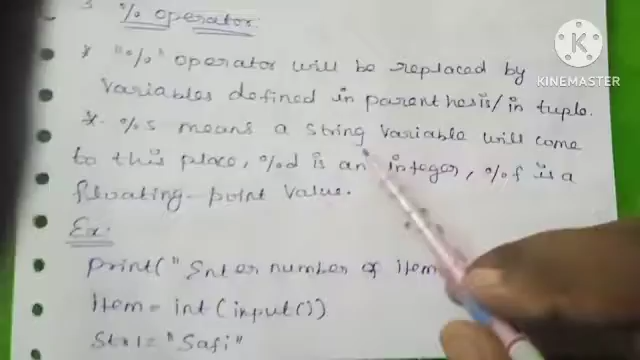 % operator
* "%" operator will be replaced by
variables defined in parenthesis/in tuple.
* %s means a string variable will come
to this place, %d is an integer, %f is a
floating-point value.
Ex:
print("Enter number of item
item = int(input())
Str1 = "Safi"
K
KINEMASTER